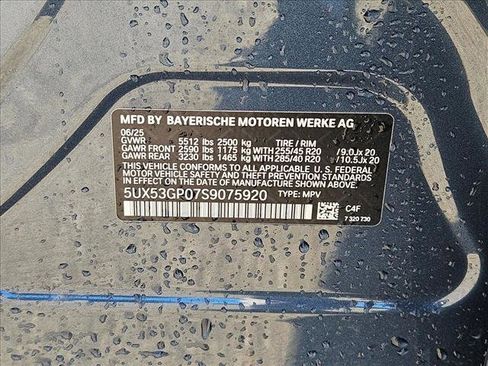 MFD BY BAYERISCHE MOTOREN WERKE AG
06/25
GVWR 5512 lbs 2500 kg TIRE / RIM
GAWR FRONT 2590 lbs 1175 kg WITH 255/45 R20 / 9.0Jx 20
GAWR REAR 3230 lbs 1465 kg WITH 285/40 R20 / 10.5Jx 20
THIS VEHICLE CONFORMS TO ALL APPLICABLE U. S. FEDERAL
MOTOR VEHICLE SAFETY AND THEFT PREVENTION STANDARDS
IN EFFECT ON THE DATE OF MANUFACTURE SHOWN ABOVE.
5UX53GP07S9075920 TYPE: MPV
C4F
7 320 730